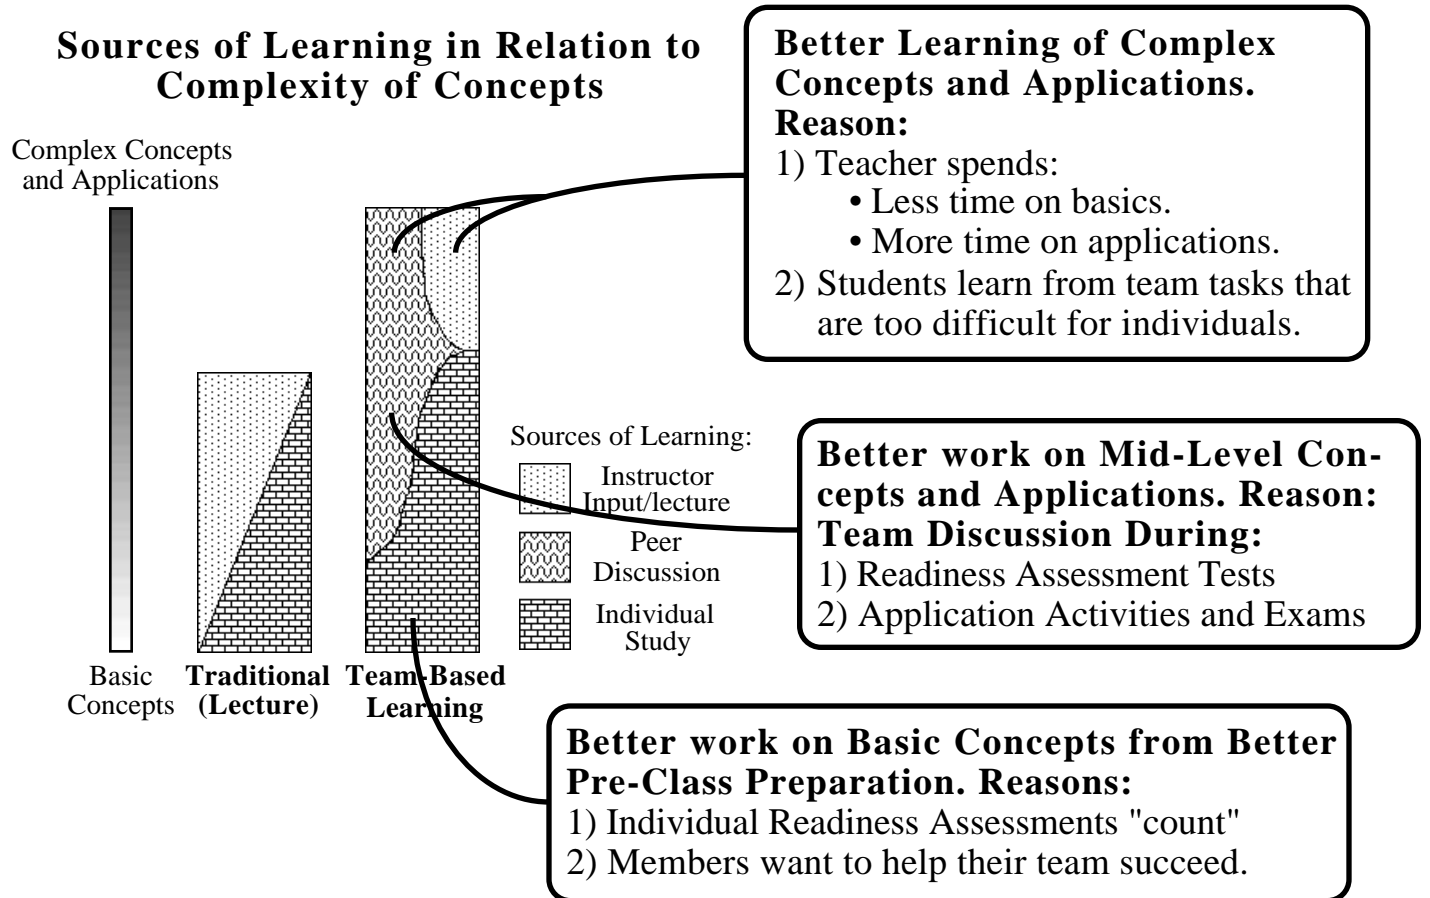 Sources of Learning in Relation to
Complexity of Concepts
Complex Concepts
and Applications
Basic
Concepts
Traditional
(Lecture)
Team-Based
Learning
Sources of Learning:
Instructor
Input/lecture
Peer
Discussion
Individual
Study
Better Learning of Complex
Concepts and Applications.
Reason:
1) Teacher spends:
• Less time on basics.
• More time on applications.
2) Students learn from team tasks that
are too difficult for individuals.
Better work on Mid-Level Con-
cepts and Applications. Reason:
Team Discussion During:
1) Readiness Assessment Tests
2) Application Activities and Exams
Better work on Basic Concepts from Better
Pre-Class Preparation. Reasons:
1) Individual Readiness Assessments "count"
2) Members want to help their team succeed.